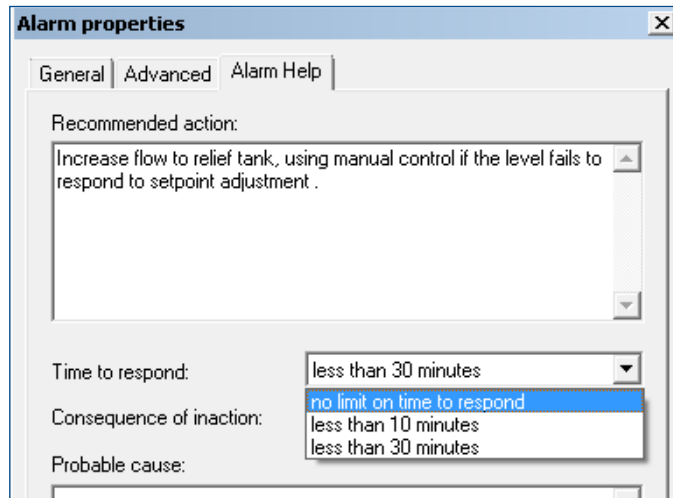 Alarm properties
General Advanced Alarm Help
Recommended action:
Increase flow to relief tank, using manual control if the level fails to
respond to setpoint adjustment .
Time to respond: less than 30 minutes
no limit on time to respond
Consequence of inaction: less than 10 minutes
less than 30 minutes
Probable cause: